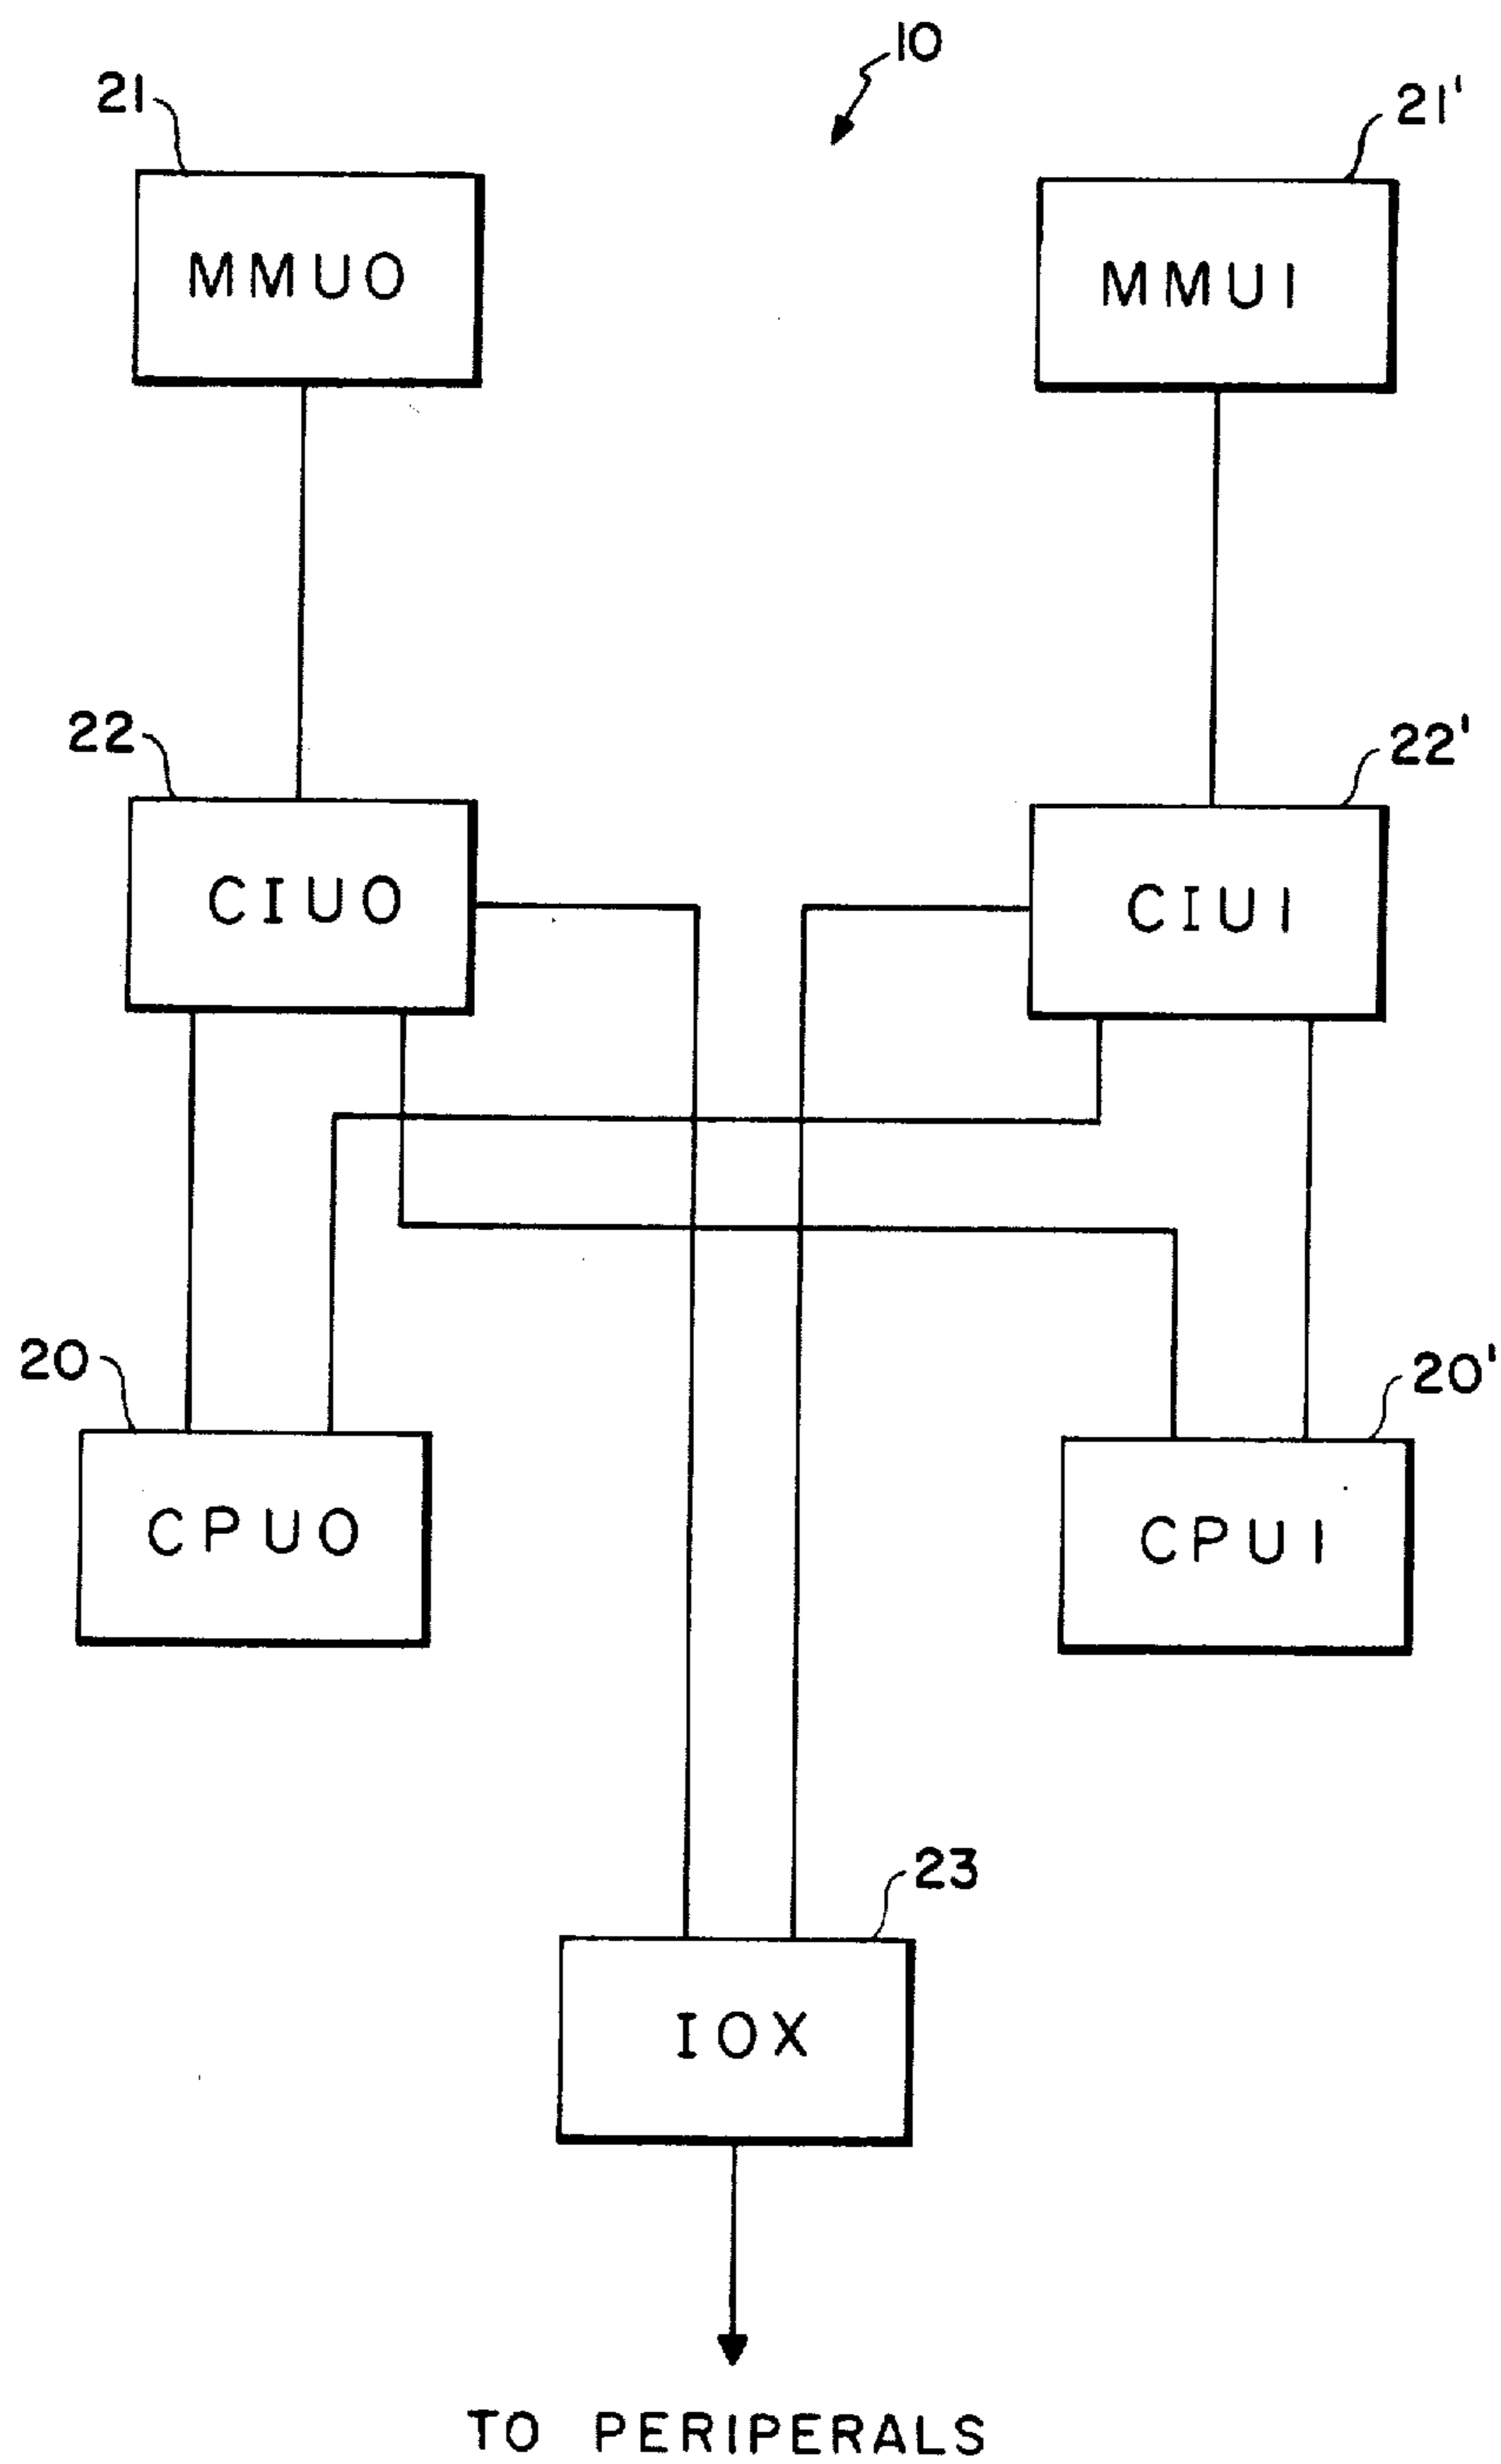 10
21
21'
MMU0
MMU1
22
22'
CIU0
CIU1
20
20'
CPU0
CPU1
23
IOX
TO PERIPERALS